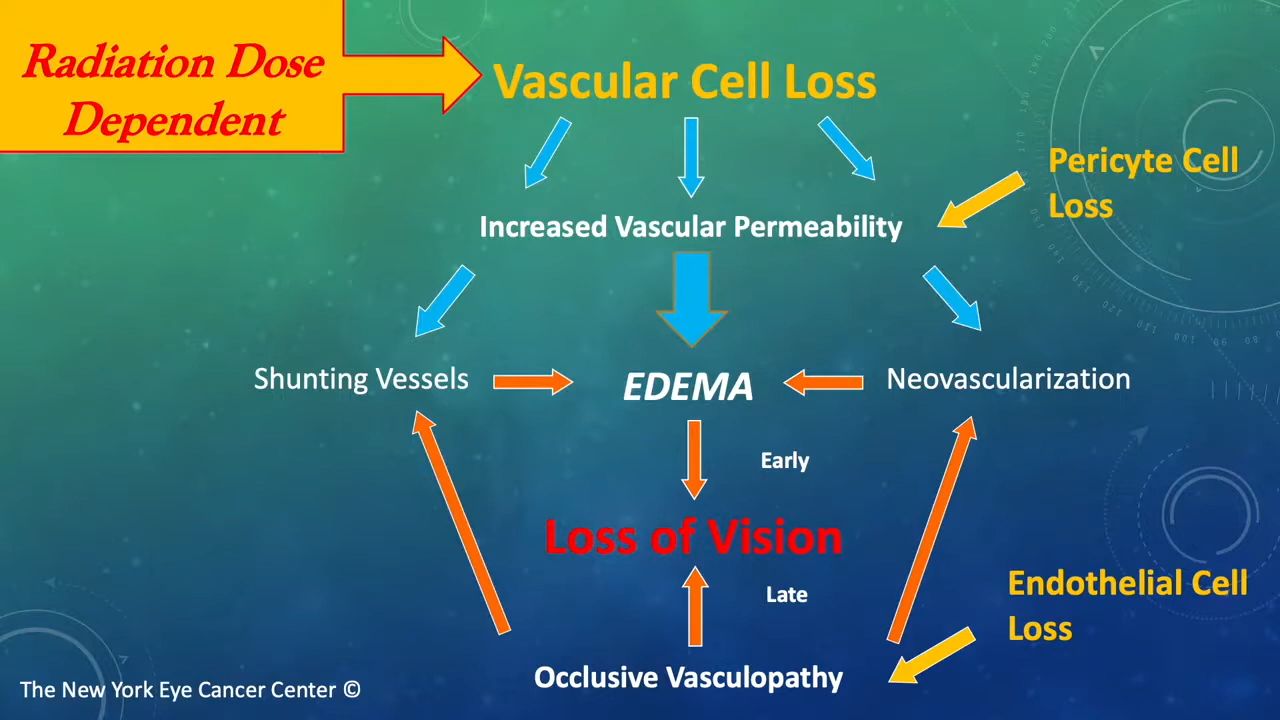 Radiation Dose
Dependent
Vascular Cell Loss
Pericyte Cell
Loss
Increased Vascular Permeability
Shunting Vessels
EDEMA
Neovascularization
Early
Loss of Vision
Late
Endothelial Cell
Loss
Occlusive Vasculopathy
The New York Eye Cancer Center ©